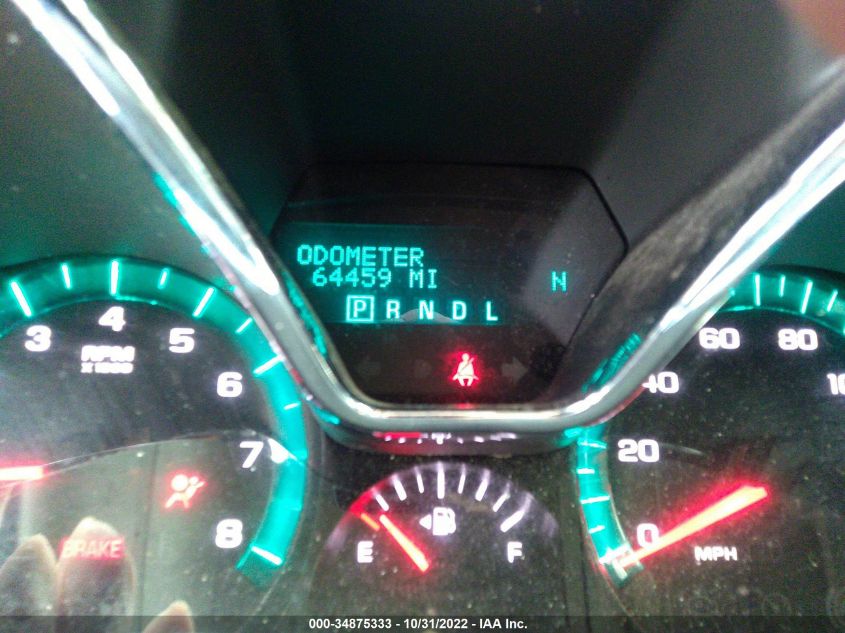 ODOMETER
64459 MI
N
P R N D L
3 4 5 6 7 8
RPM
X1000
BRAKE
E F
0 20 40 60 80
MPH
000-34875333 - 10/31/2022 - IAA Inc.